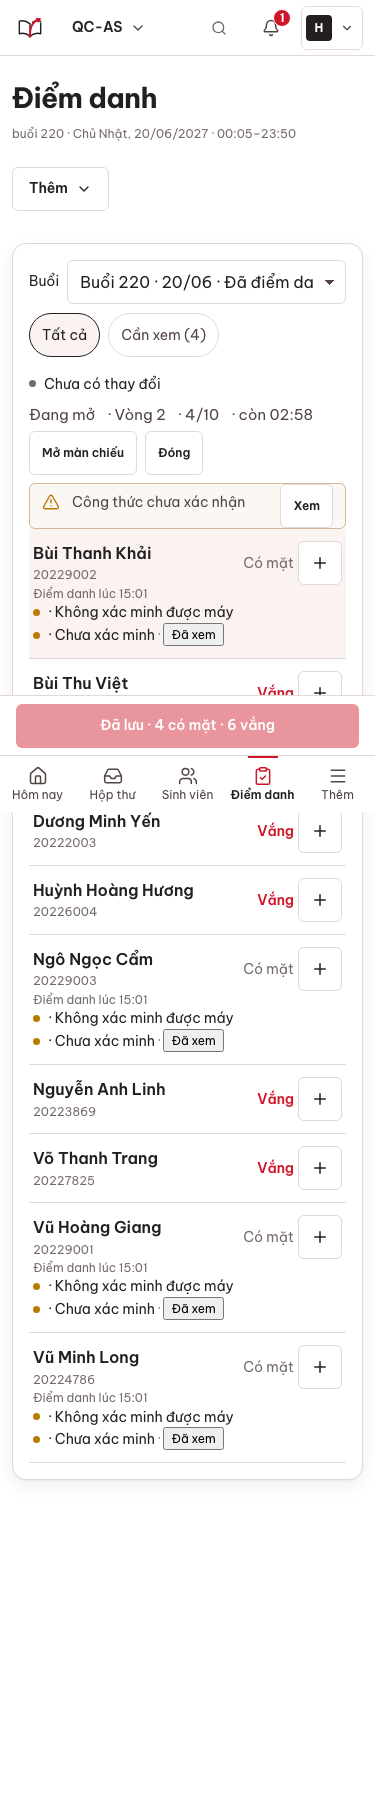 QC-AS
1
H
Điểm danh
buổi 220 · Chủ Nhật, 20/06/2027 · 00:05–23:50
Thêm
Buổi
Buổi 220 · 20/06 · Đã điểm da
Tất cả
Cần xem (4)
Chưa có thay đổi
Đang mở · Vòng 2 · 4/10 · còn 02:58
Mở màn chiếu
Đóng
Công thức chưa xác nhận
Xem
Bùi Thanh Khải
Có mặt
20229002
Điểm danh lúc 15:01
· Không xác minh được máy
· Chưa xác minh · Đã xem
Bùi Thu Việt
Vắng
Đã lưu · 4 có mặt · 6 vắng
Hôm nay
Hộp thư
Sinh viên
Điểm danh
Thêm
Dương Minh Yến
Vắng
20222003
Huỳnh Hoàng Hương
Vắng
20226004
Ngô Ngọc Cẩm
Có mặt
20229003
Điểm danh lúc 15:01
· Không xác minh được máy
· Chưa xác minh · Đã xem
Nguyễn Anh Linh
Vắng
20223869
Võ Thanh Trang
Vắng
20227825
Vũ Hoàng Giang
Có mặt
20229001
Điểm danh lúc 15:01
· Không xác minh được máy
· Chưa xác minh · Đã xem
Vũ Minh Long
Có mặt
20224786
Điểm danh lúc 15:01
· Không xác minh được máy
· Chưa xác minh · Đã xem